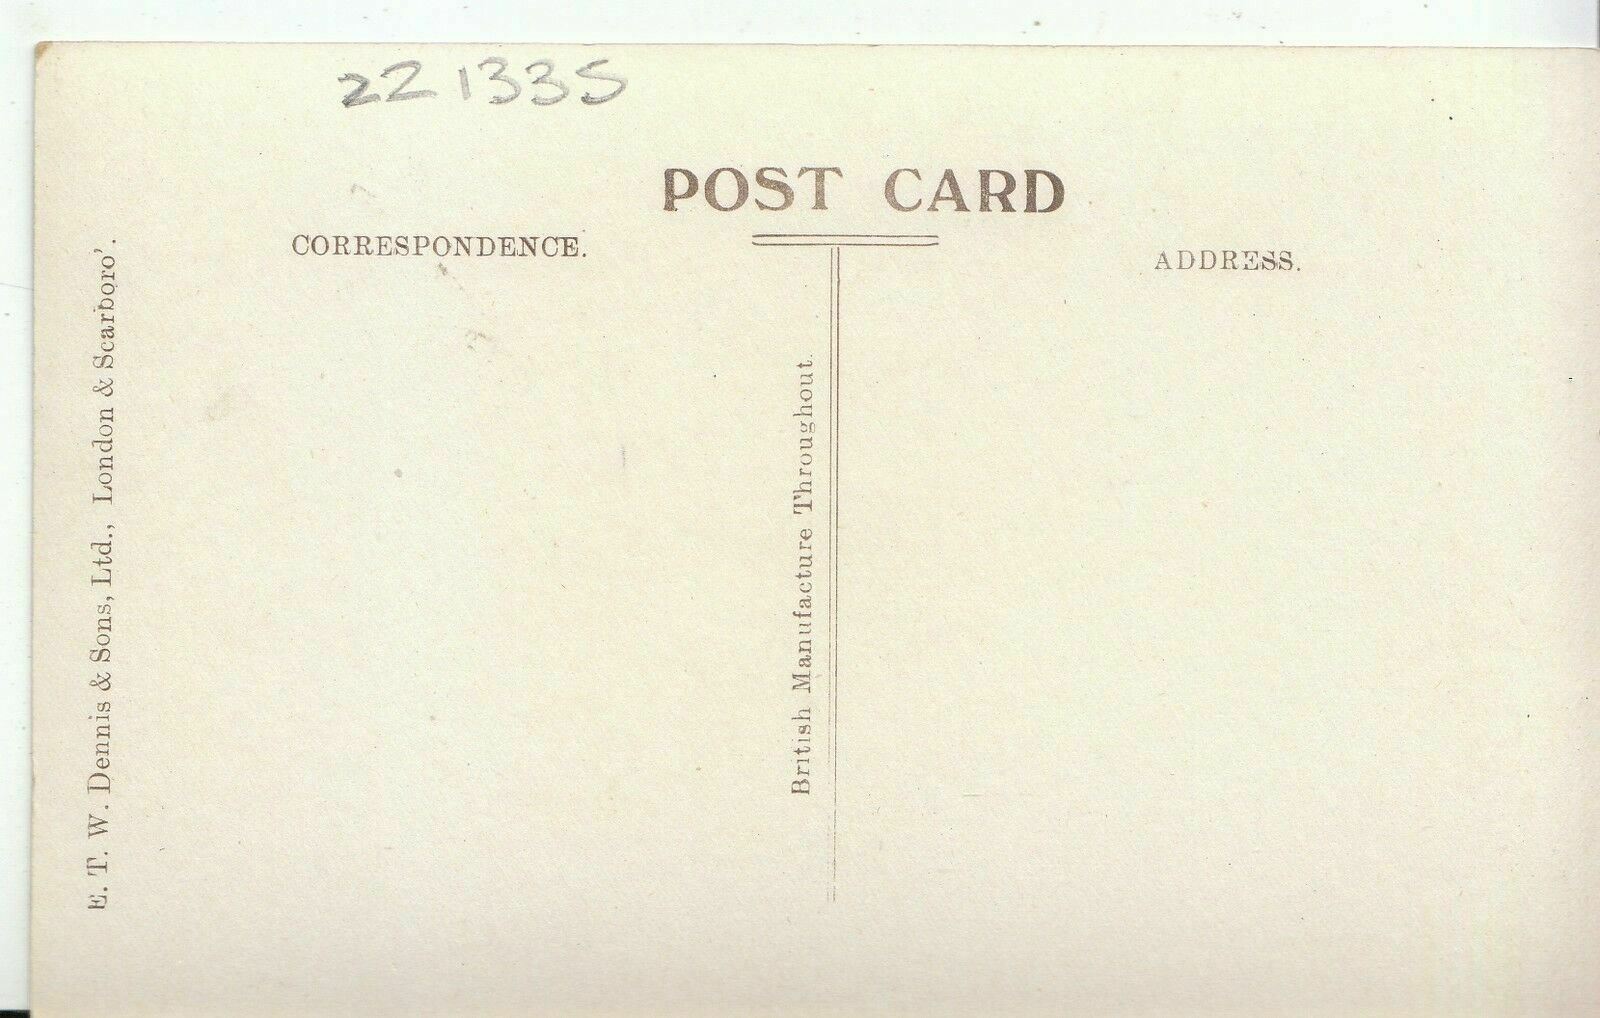 221335
POST CARD
CORRESPONDENCE.
ADDRESS.
E. T. W. Dennis & Sons, Ltd., London & Scarboro'.
British Manufacture Throughout.